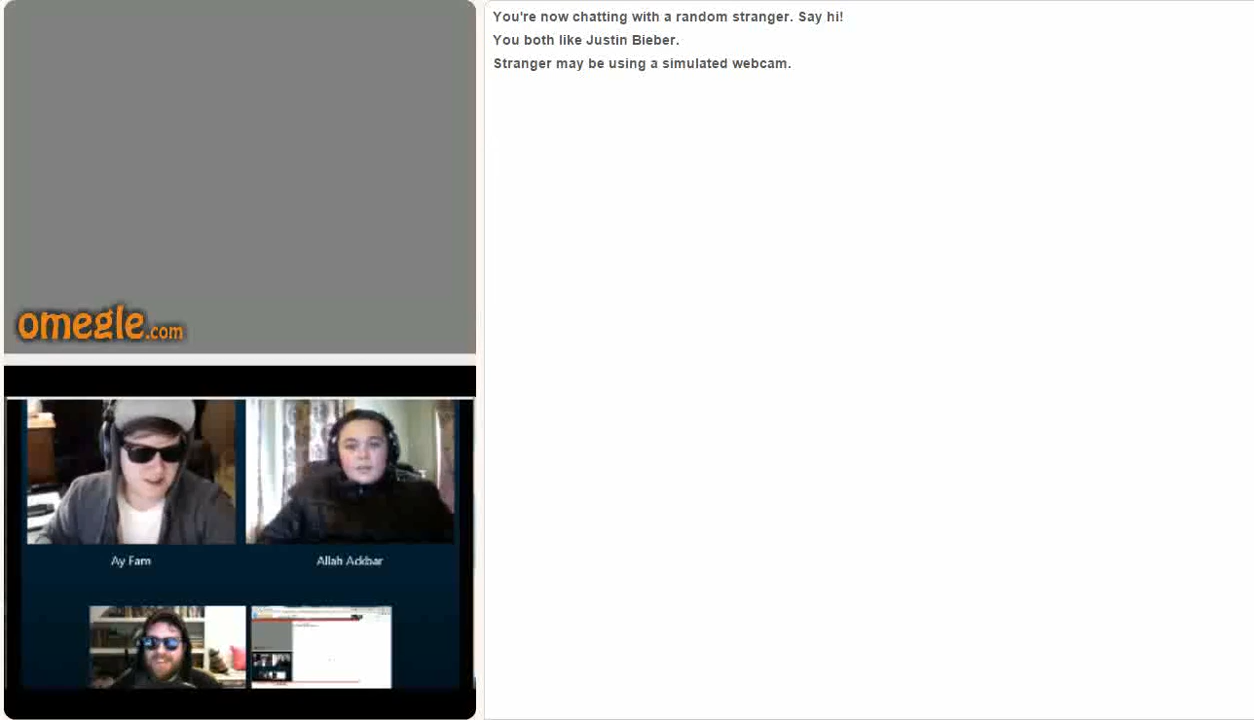 You're now chatting with a random stranger. Say hi!
You both like Justin Bieber.
Stranger may be using a simulated webcam.
omegle.com
Ay Fam
Allah Ackbar